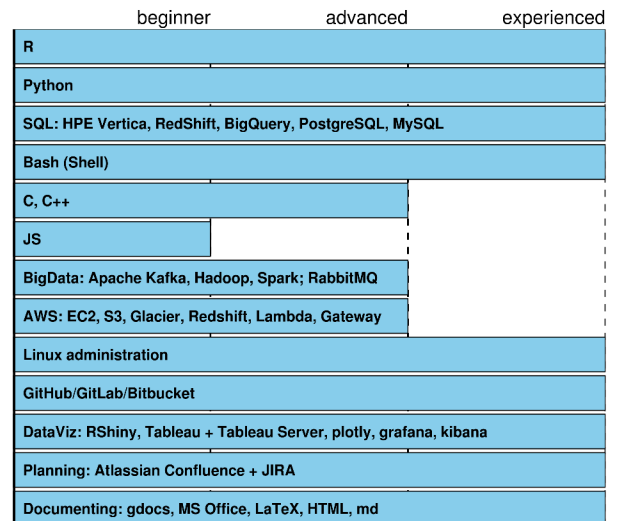 beginner advanced experienced
R
Python
SQL: HPE Vertica, RedShift, BigQuery, PostgreSQL, MySQL
Bash (Shell)
C, C++
JS
BigData: Apache Kafka, Hadoop, Spark; RabbitMQ
AWS: EC2, S3, Glacier, Redshift, Lambda, Gateway
Linux administration
GitHub/GitLab/Bitbucket
DataViz: RShiny, Tableau + Tableau Server, plotly, grafana, kibana
Planning: Atlassian Confluence + JIRA
Documenting: gdocs, MS Office, LaTeX, HTML, md